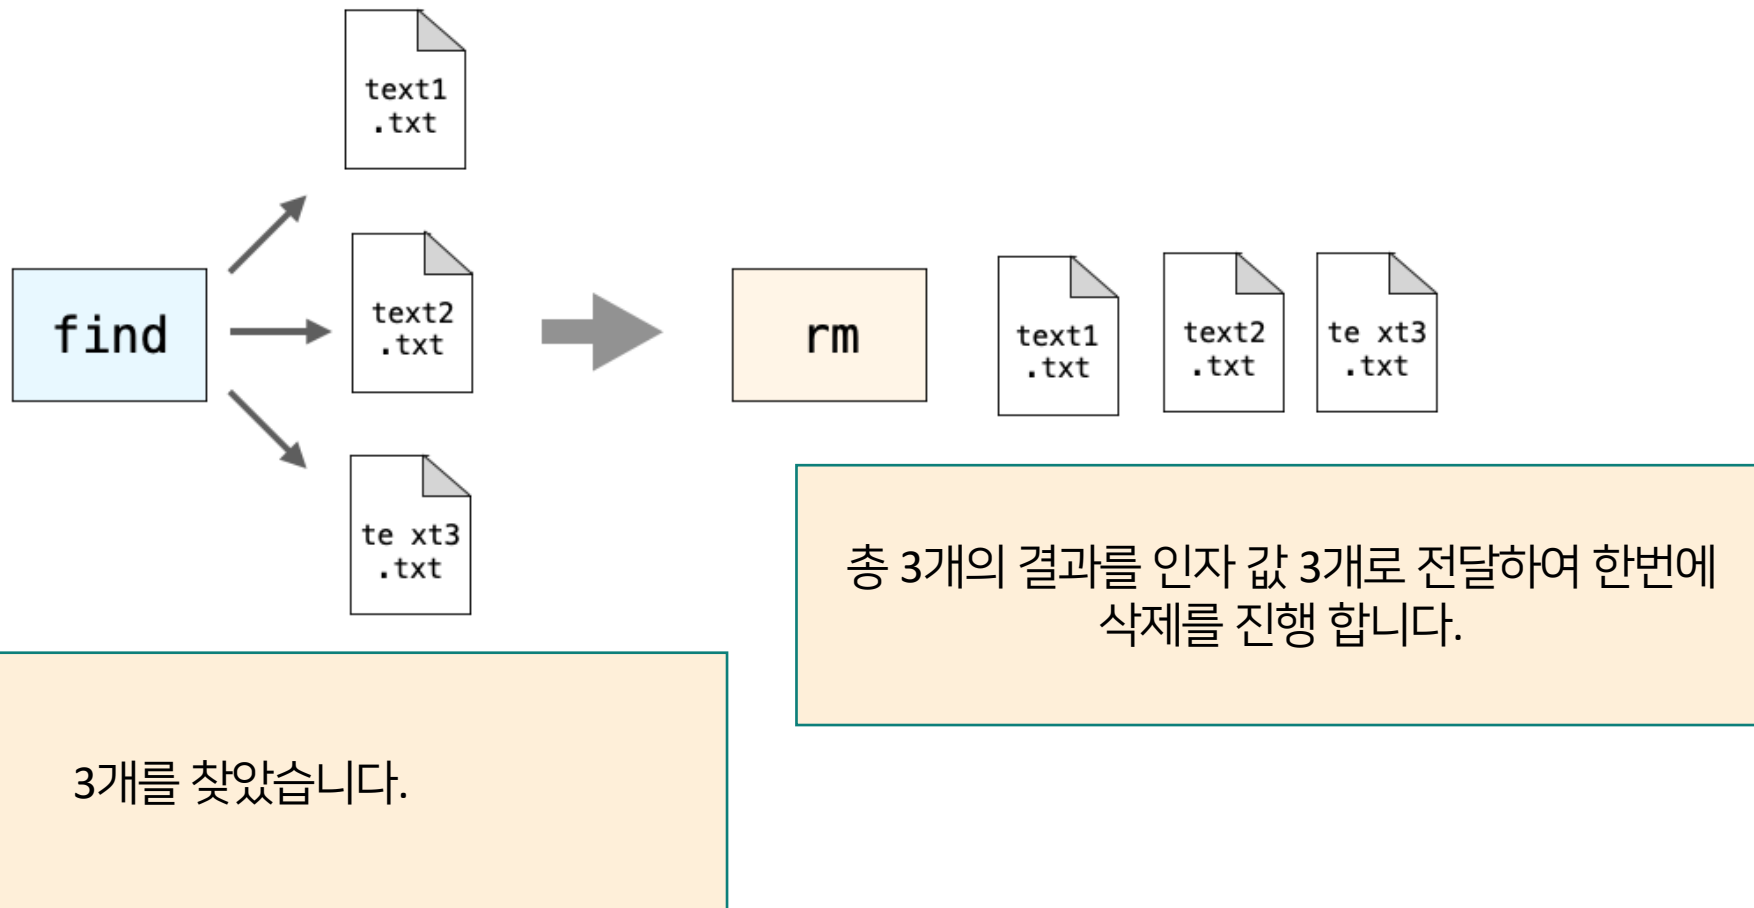 text1
.txt
find
text2
.txt
te xt3
.txt
rm
text1
.txt
text2
.txt
te xt3
.txt
총 3개의 결과를 인자 값 3개로 전달하여 한번에
삭제를 진행 합니다.
3개를 찾았습니다.